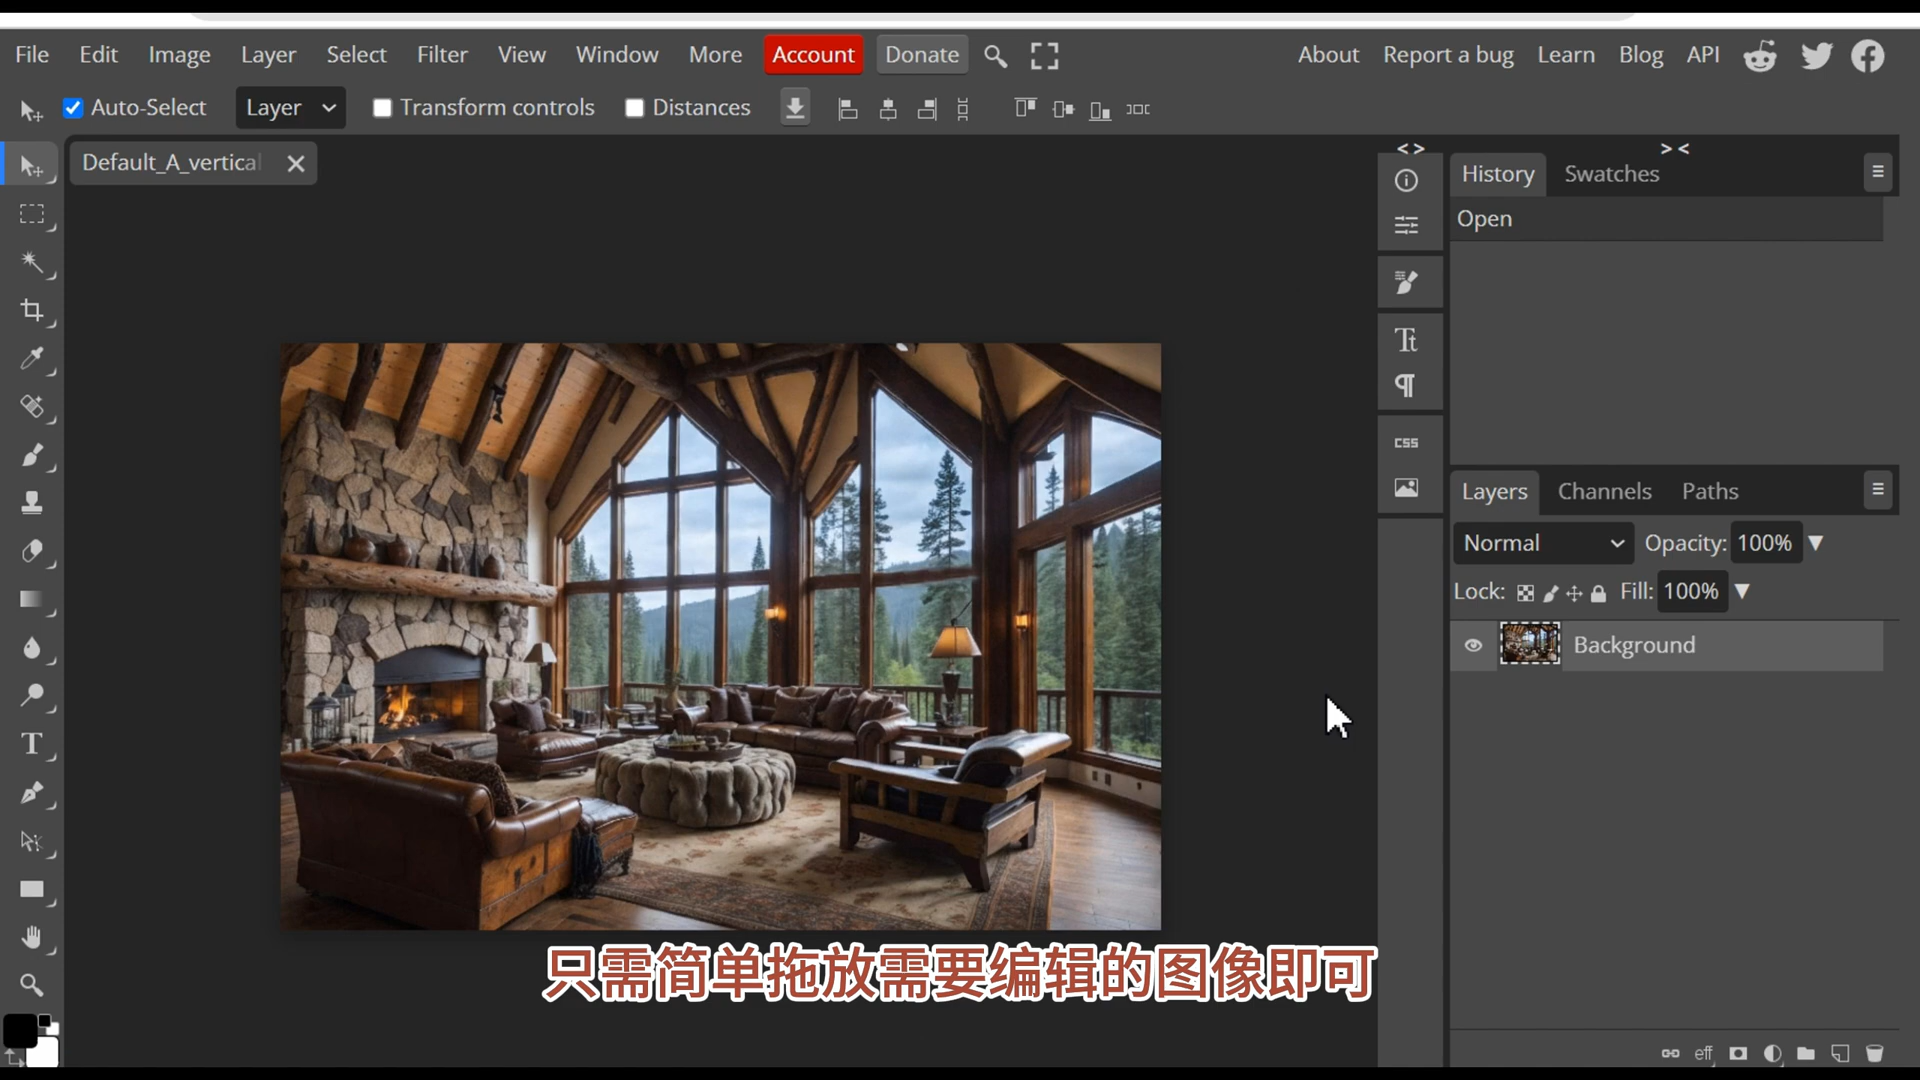 File Edit Image Layer Select Filter View Window More Account Donate About Report a bug Learn Blog API
Auto-Select Layer Transform controls Distances
Default_A_vertical
History Swatches
Open
Tt
CSS
Layers Channels Paths
Normal Opacity: 100%
Lock: Fill: 100%
Background
T
只需简单拖放需要编辑的图像即可
eff